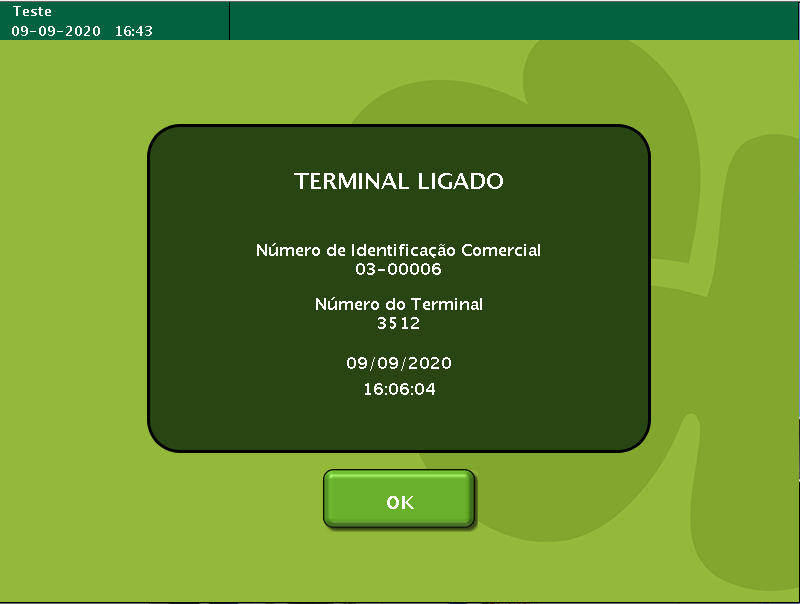 Teste
09-09-2020 16:43
TERMINAL LIGADO
Número de Identificação Comercial
03-00006
Número do Terminal
3512
09/09/2020
16:06:04
OK